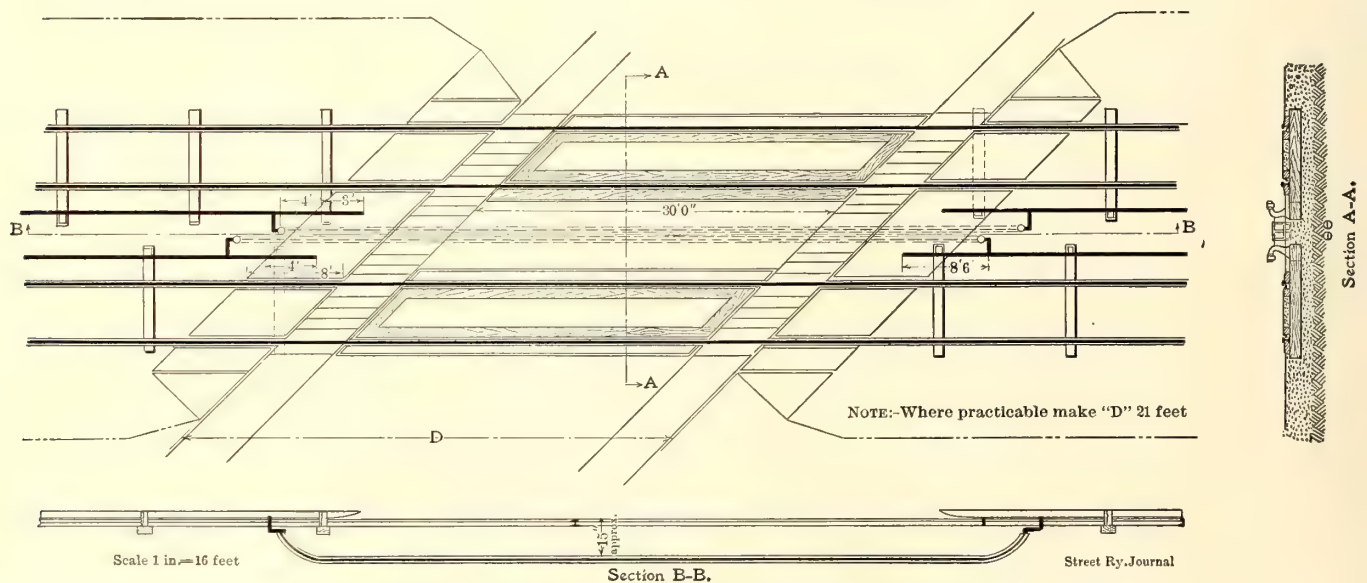 A
4' 3'
30'0"
B B
4'
8'
8'6
A
NOTE:-Where practicable make "D" 21 feet
D
15" approx.
Scale 1 in.=16 feet
Section B-B.
Street Ry.Journal
Section A-A.